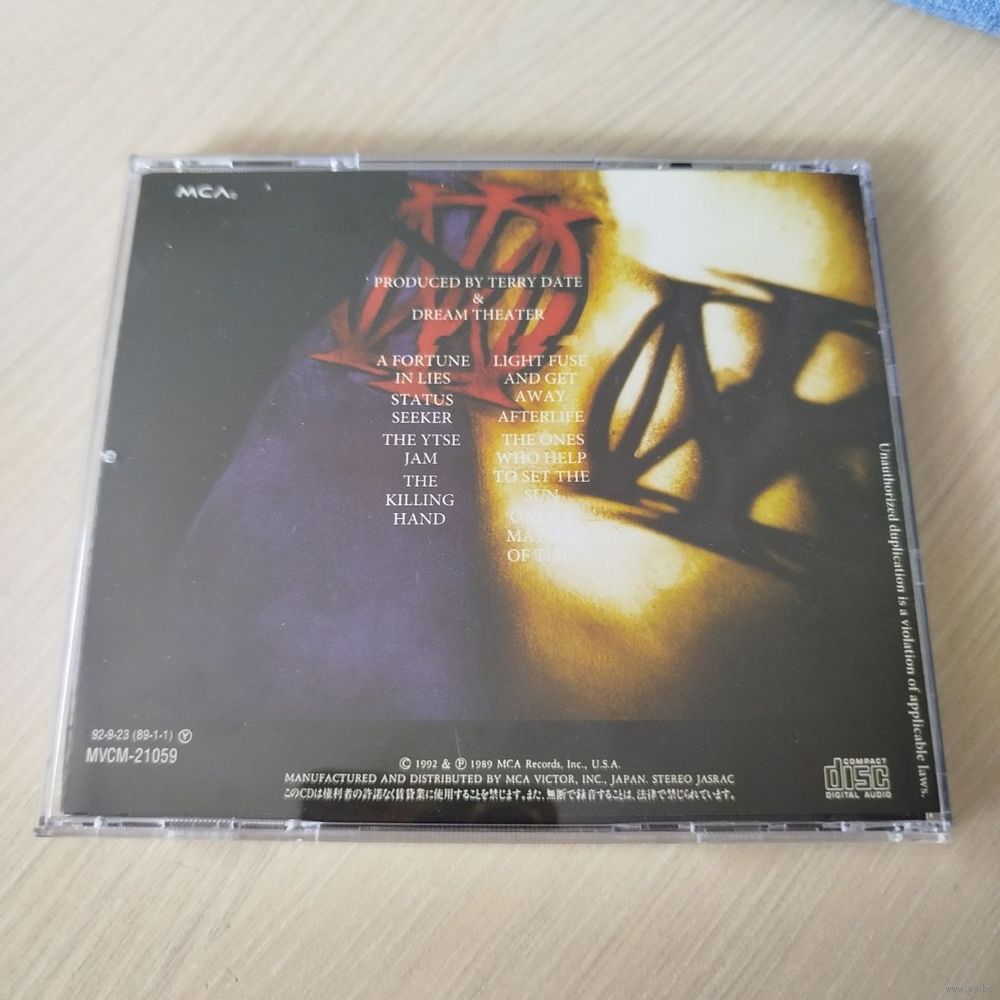 MCA®
PRODUCED BY TERRY DATE
&
DREAM THEATER
A FORTUNE
IN LIES
STATUS
SEEKER
THE YTSE
JAM
THE
KILLING
HAND
LIGHT FUSE
AND GET
AWAY
AFTERLIFE
THE ONES
WHO HELP
TO SET THE
SUN
OF TIME
Unauthorized duplication is a violation of applicable laws.
92-9-23 (89-1-1) Ⓨ
MVCM-21059
© 1992 & ℗ 1989 MCA Records, Inc., U.S.A.
MANUFACTURED AND DISTRIBUTED BY MCA VICTOR, INC., JAPAN. STEREO JASRAC
このCDは権利者の許諾なく賃貸業に使用することを禁じます。また、無断で録音することは、法律で禁じられています。
COMPACT
disc
DIGITAL AUDIO
www.ay.by